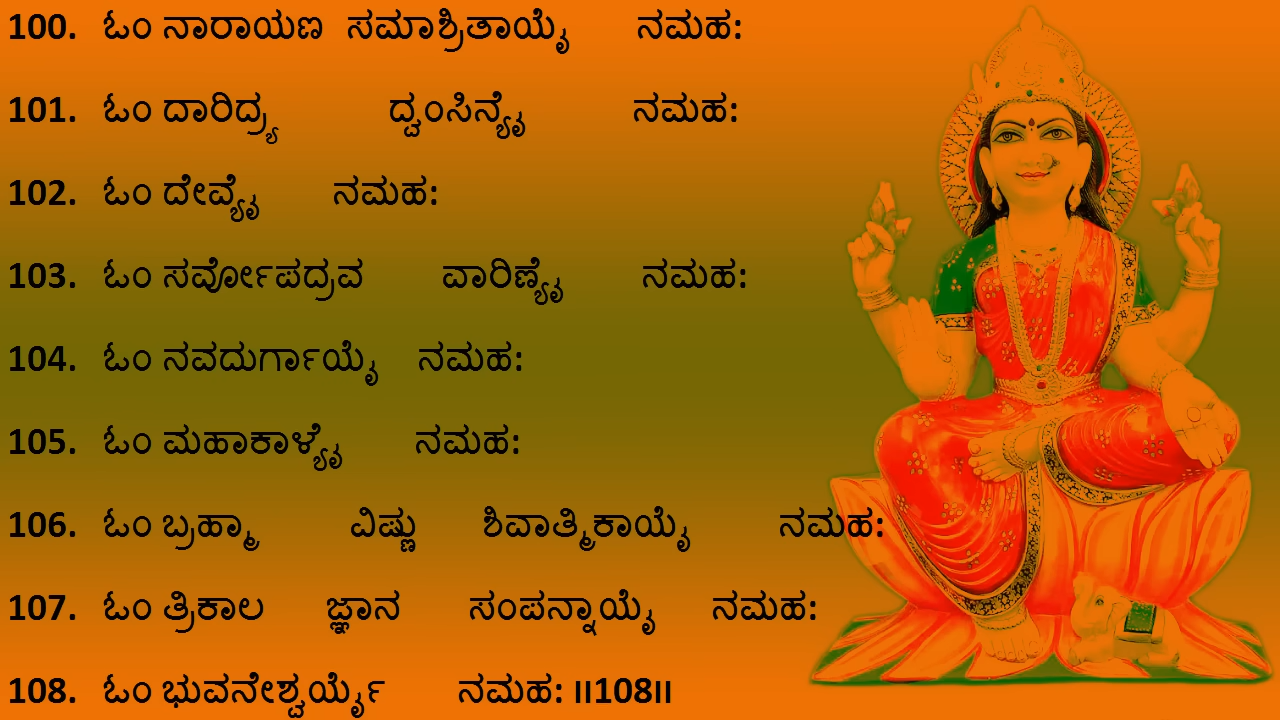 100. ಓಂ ನಾರಾಯಣ ಸಮಾಶ್ರಿತಾಯೈ ನಮಹ:
101. ಓಂ ದಾರಿದ್ರ್ಯ ದ್ವಂಸಿನ್ಯೈ ನಮಹ:
102. ಓಂ ದೇವ್ಯೈ ನಮಹ:
103. ಓಂ ಸರ್ವೋಪದ್ರವ ವಾರಿಣ್ಯೈ ನಮಹ:
104. ಓಂ ನವದುರ್ಗಾಯೈ ನಮಹ:
105. ಓಂ ಮಹಾಕಾಳ್ಯೈ ನಮಹ:
106. ಓಂ ಬ್ರಹ್ಮಾ ವಿಷ್ಣು ಶಿವಾತ್ಮಿಕಾಯೈ ನಮಹ:
107. ಓಂ ತ್ರಿಕಾಲ ಜ್ಞಾನ ಸಂಪನ್ನಾಯೈ ನಮಹ:
108. ಓಂ ಭುವನೇಶ್ವರ್ಯೈ ನಮಹ: ॥108॥